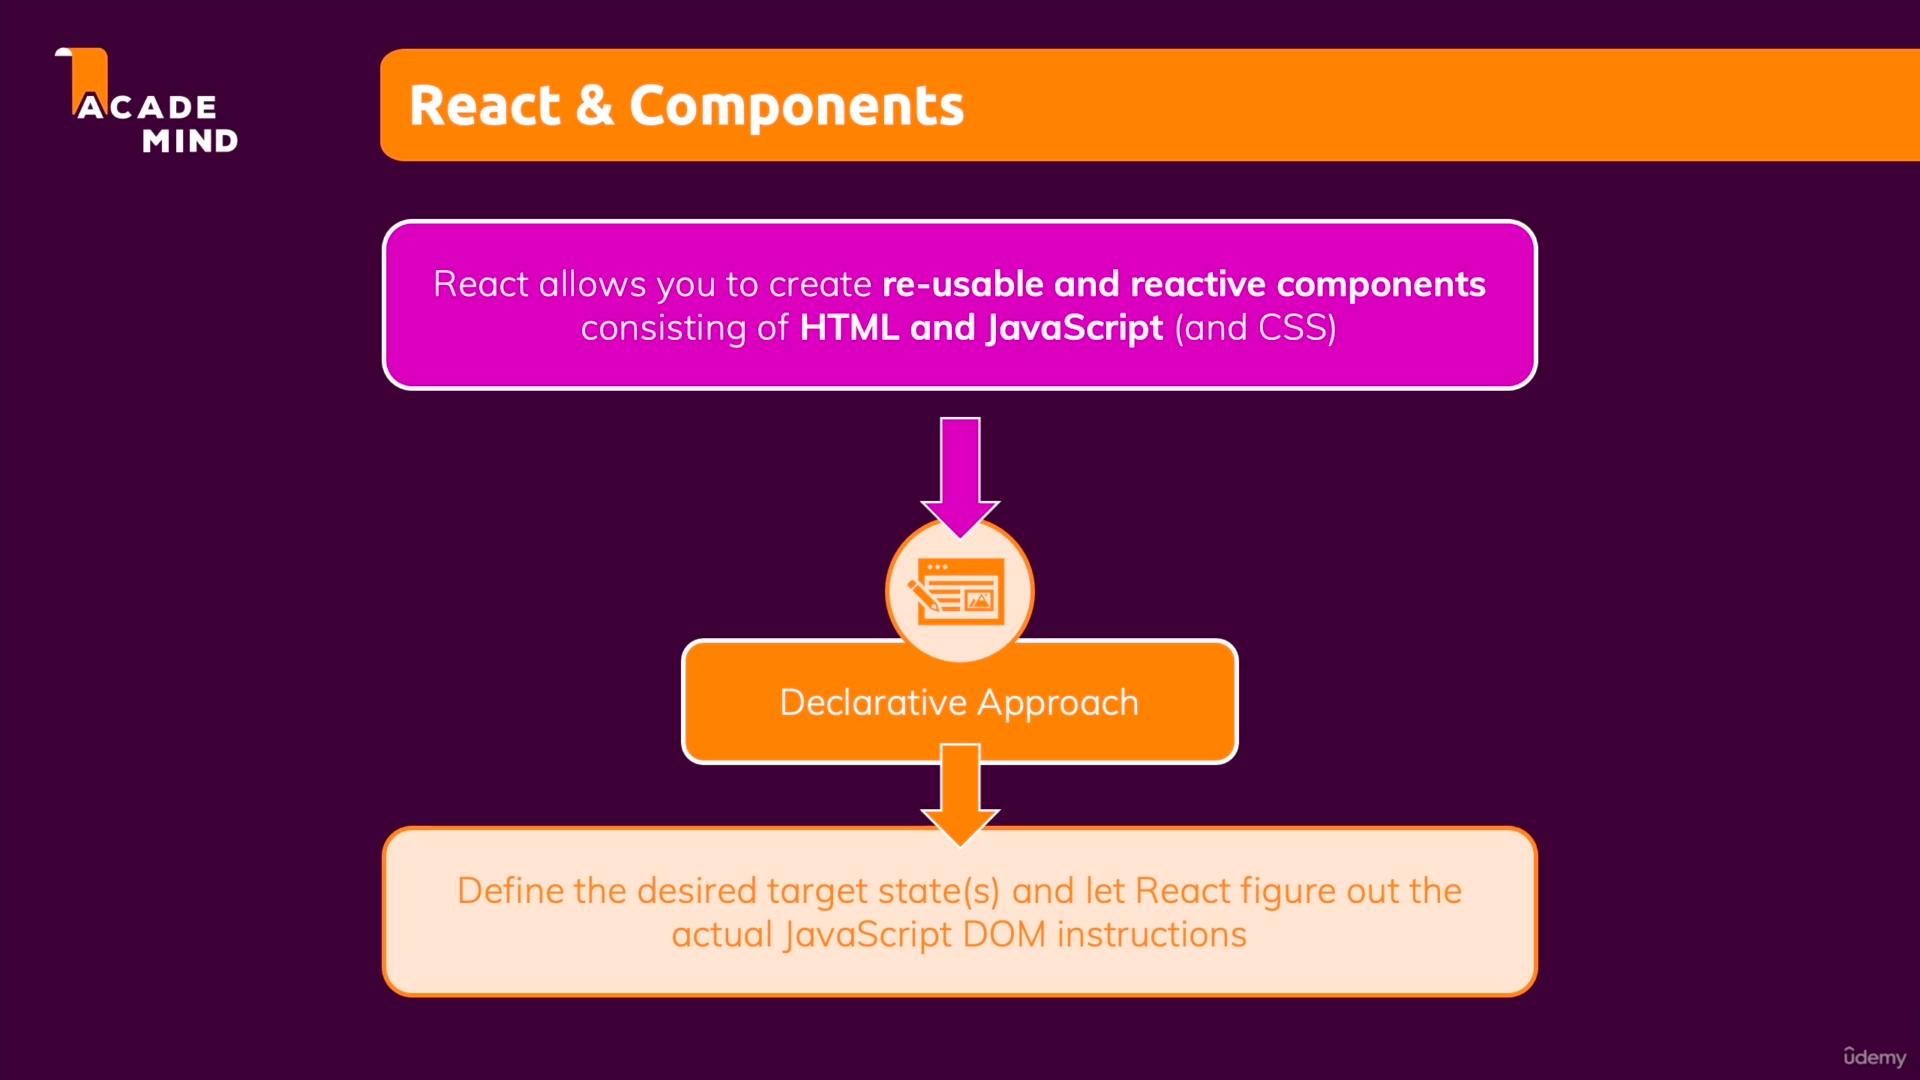 ACADE
MIND
React & Components
React allows you to create re-usable and reactive components
consisting of HTML and JavaScript (and CSS)
Declarative Approach
Define the desired target state(s) and let React figure out the
actual JavaScript DOM instructions
ûdemy